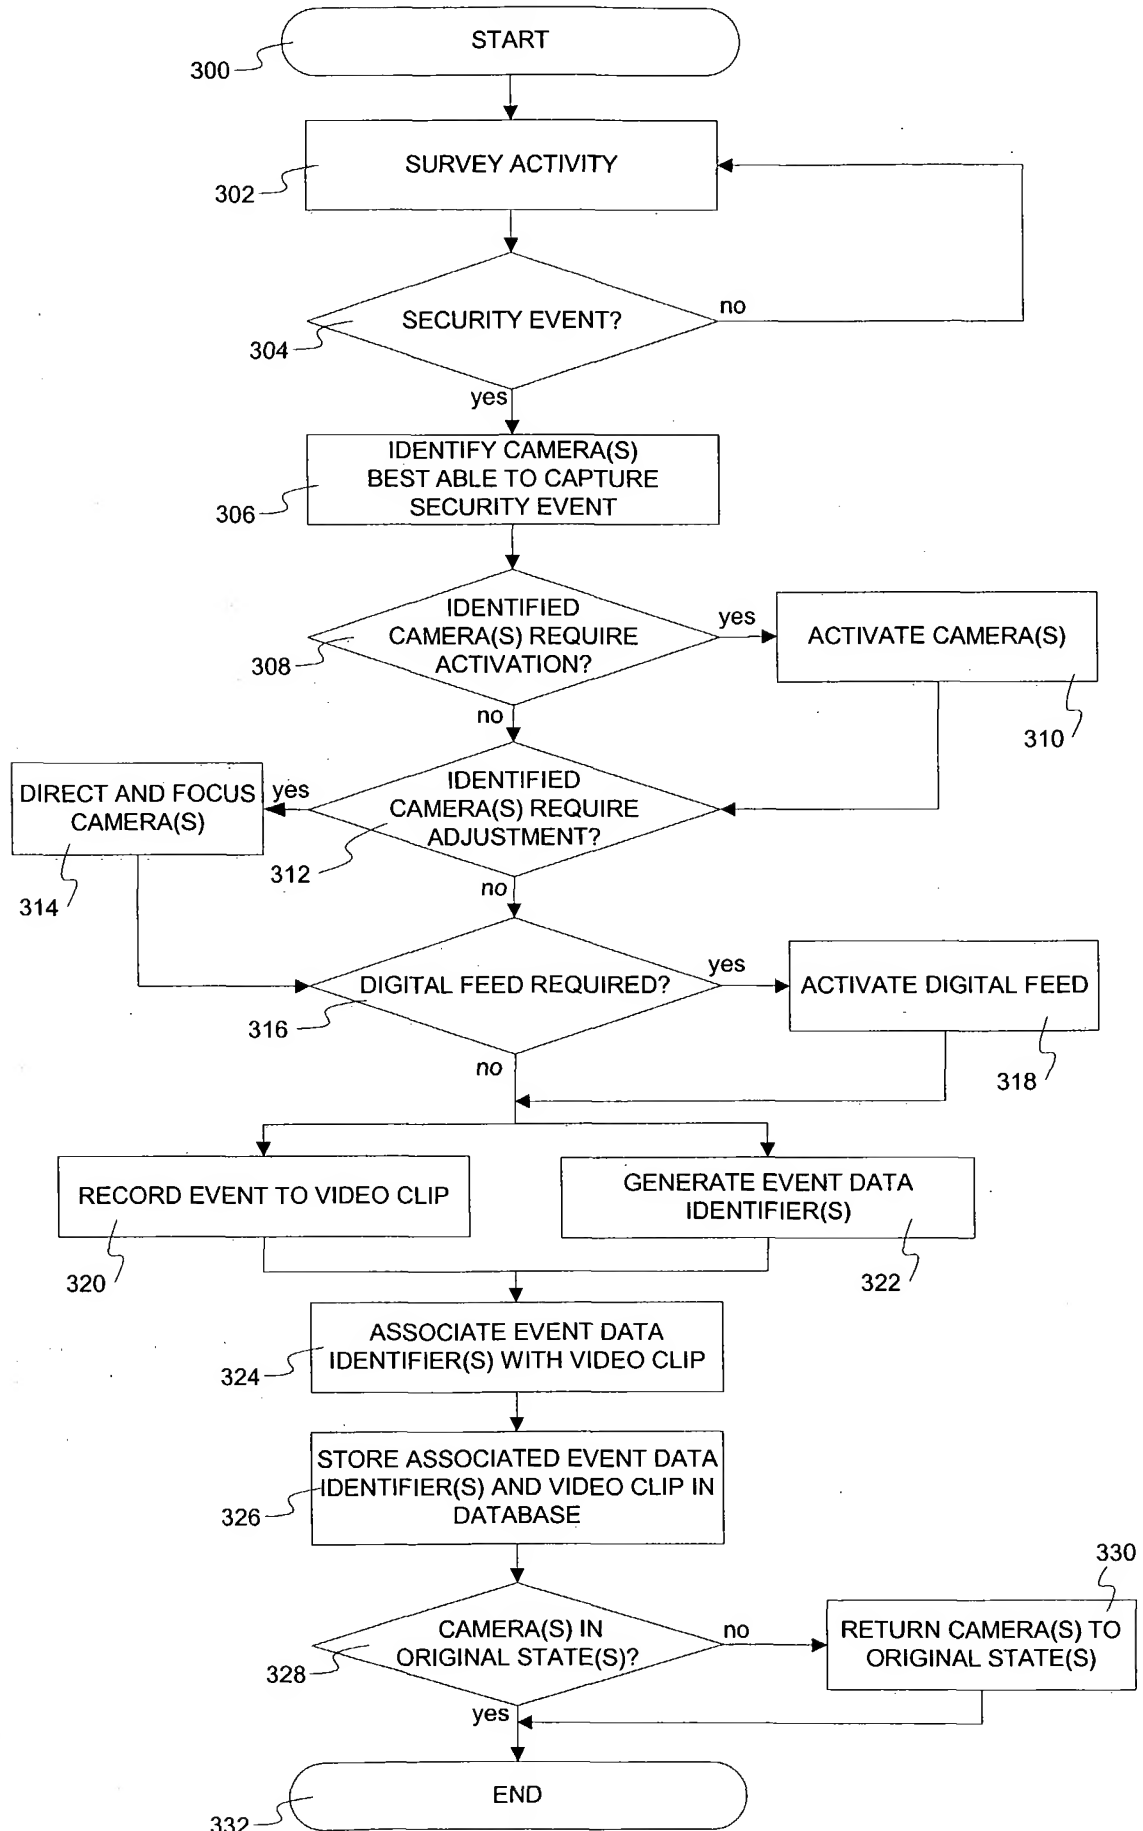 START
300
SURVEY ACTIVITY
302
no
SECURITY EVENT?
304
yes
IDENTIFY CAMERA(S)
BEST ABLE TO CAPTURE
SECURITY EVENT
306
IDENTIFIED
CAMERA(S) REQUIRE
ACTIVATION?
yes
ACTIVATE CAMERA(S)
308
no
310
DIRECT AND FOCUS
CAMERA(S)
yes
IDENTIFIED
CAMERA(S) REQUIRE
ADJUSTMENT?
312
no
314
DIGITAL FEED REQUIRED?
yes
ACTIVATE DIGITAL FEED
316
no
318
RECORD EVENT TO VIDEO CLIP
GENERATE EVENT DATA
IDENTIFIER(S)
320
322
ASSOCIATE EVENT DATA
IDENTIFIER(S) WITH VIDEO CLIP
324
STORE ASSOCIATED EVENT DATA
IDENTIFIER(S) AND VIDEO CLIP IN
DATABASE
326
330
CAMERA(S) IN
ORIGINAL STATE(S)?
no
RETURN CAMERA(S) TO
ORIGINAL STATE(S)
328
yes
END
332